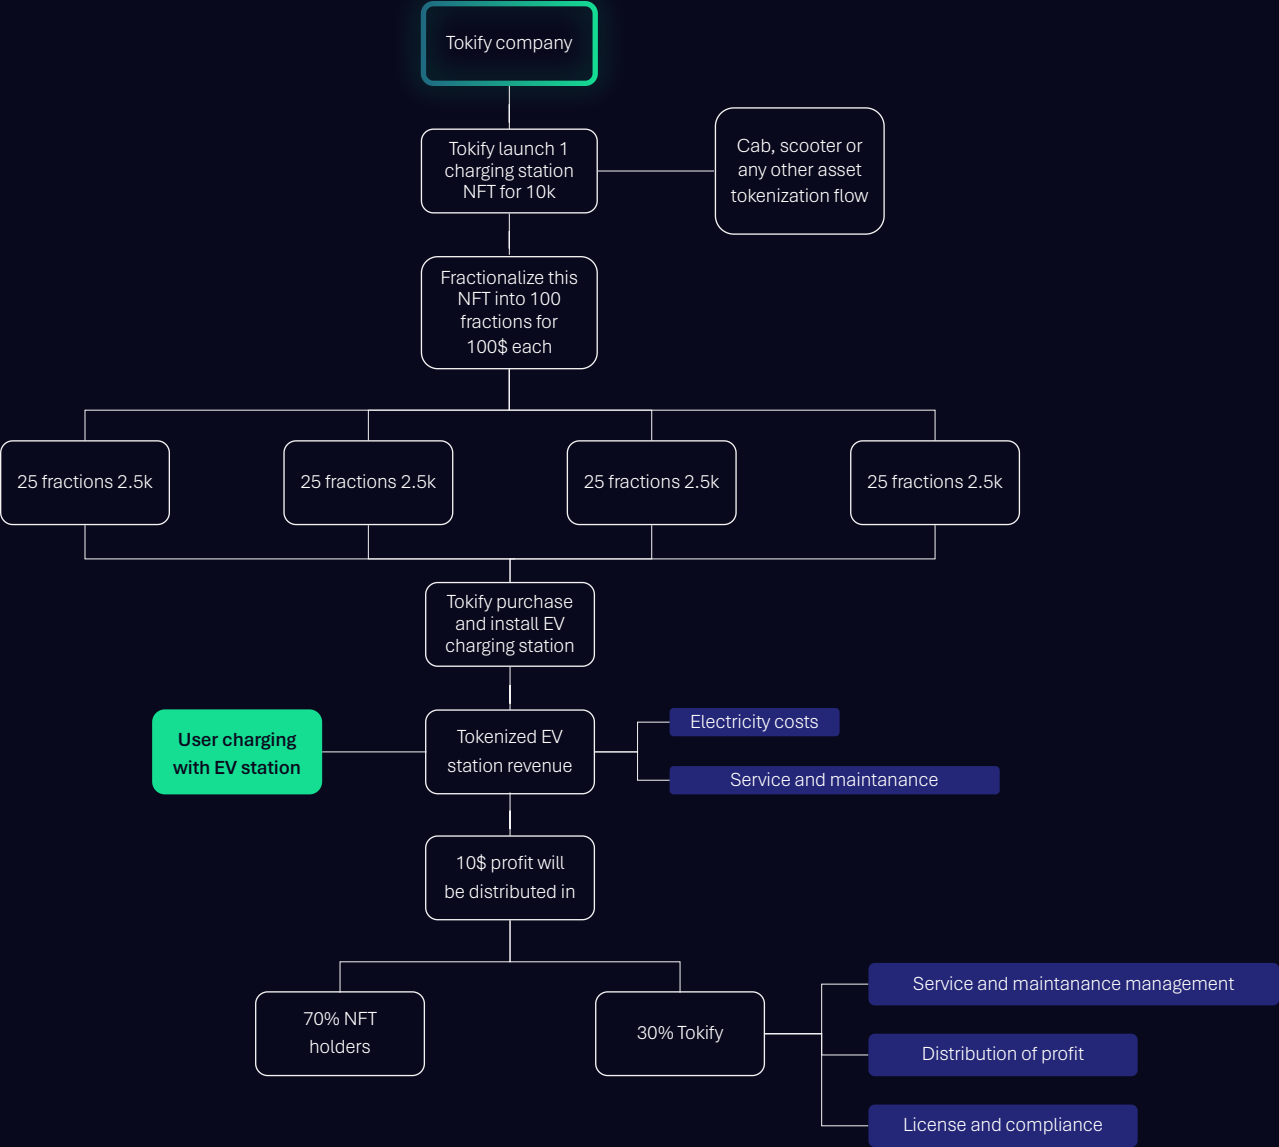 Tokify company
Tokify launch 1
charging station
NFT for 10k
Cab, scooter or
any other asset
tokenization flow
Fractionalize this
NFT into 100
fractions for
100$ each
25 fractions 2.5k
25 fractions 2.5k
25 fractions 2.5k
25 fractions 2.5k
Tokify purchase
and install EV
charging station
User charging
with EV station
Tokenized EV
station revenue
Electricity costs
Service and maintanance
10$ profit will
be distributed in
70% NFT
holders
30% Tokify
Service and maintanance management
Distribution of profit
License and compliance